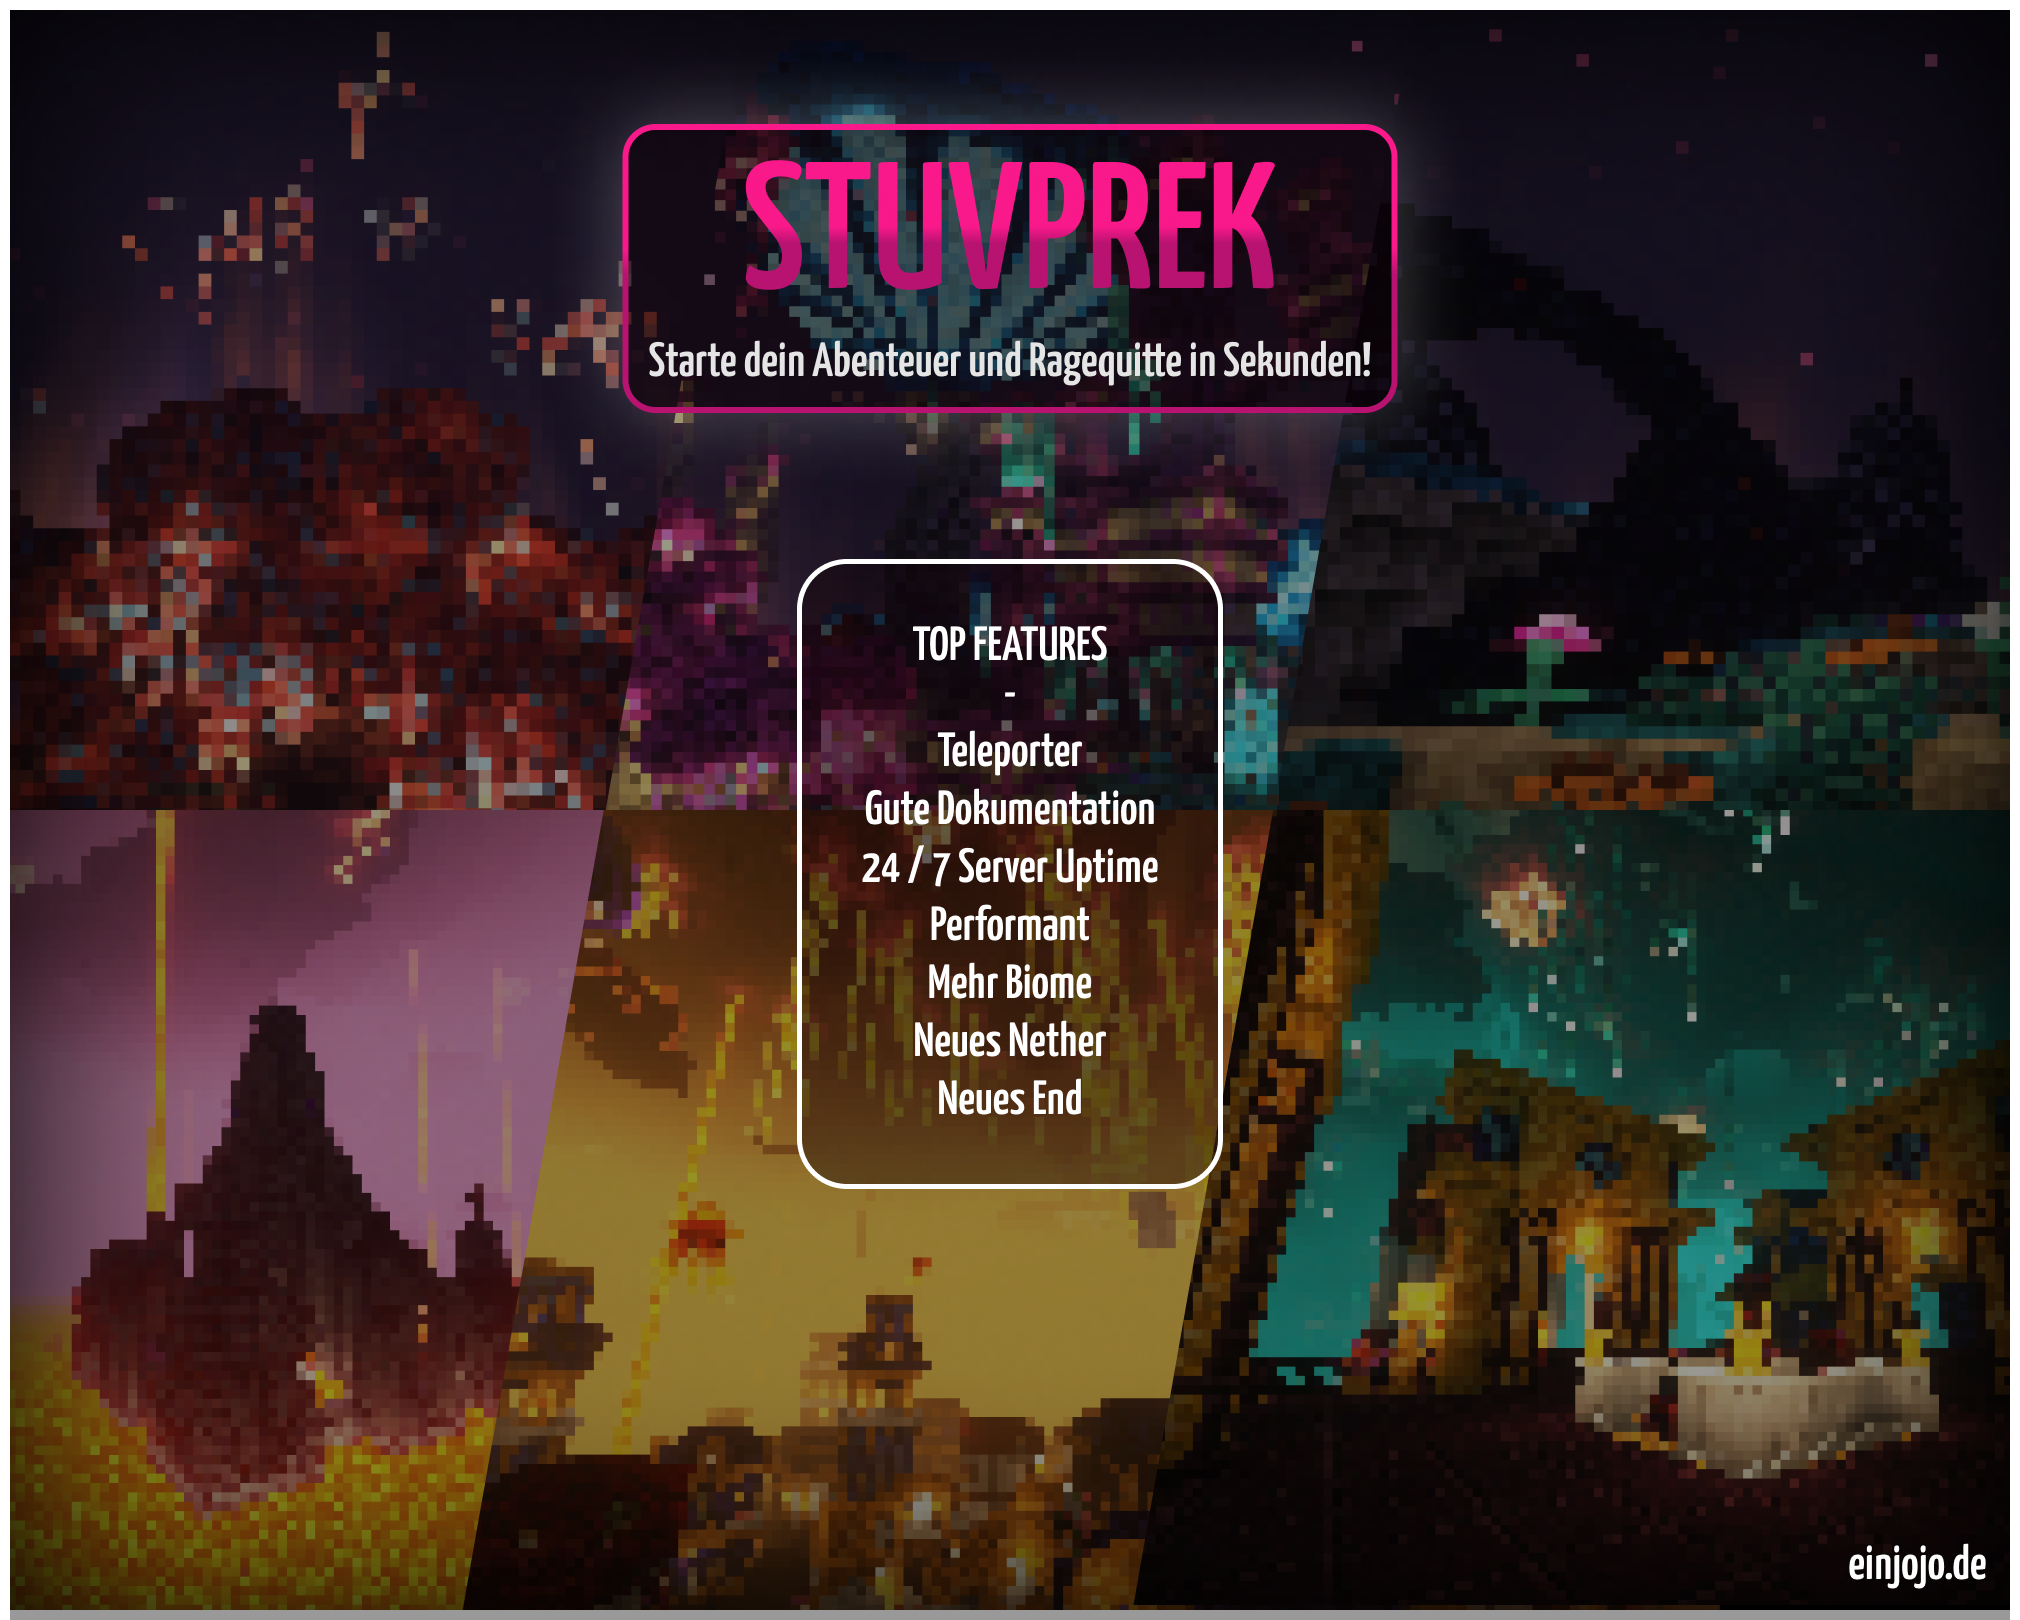 STUVPREK
Starte dein Abenteuer und Ragequitte in Sekunden!
TOP FEATURES
-
Teleporter
Gute Dokumentation
24 / 7 Server Uptime
Performant
Mehr Biome
Neues Nether
Neues End
einjojo.de